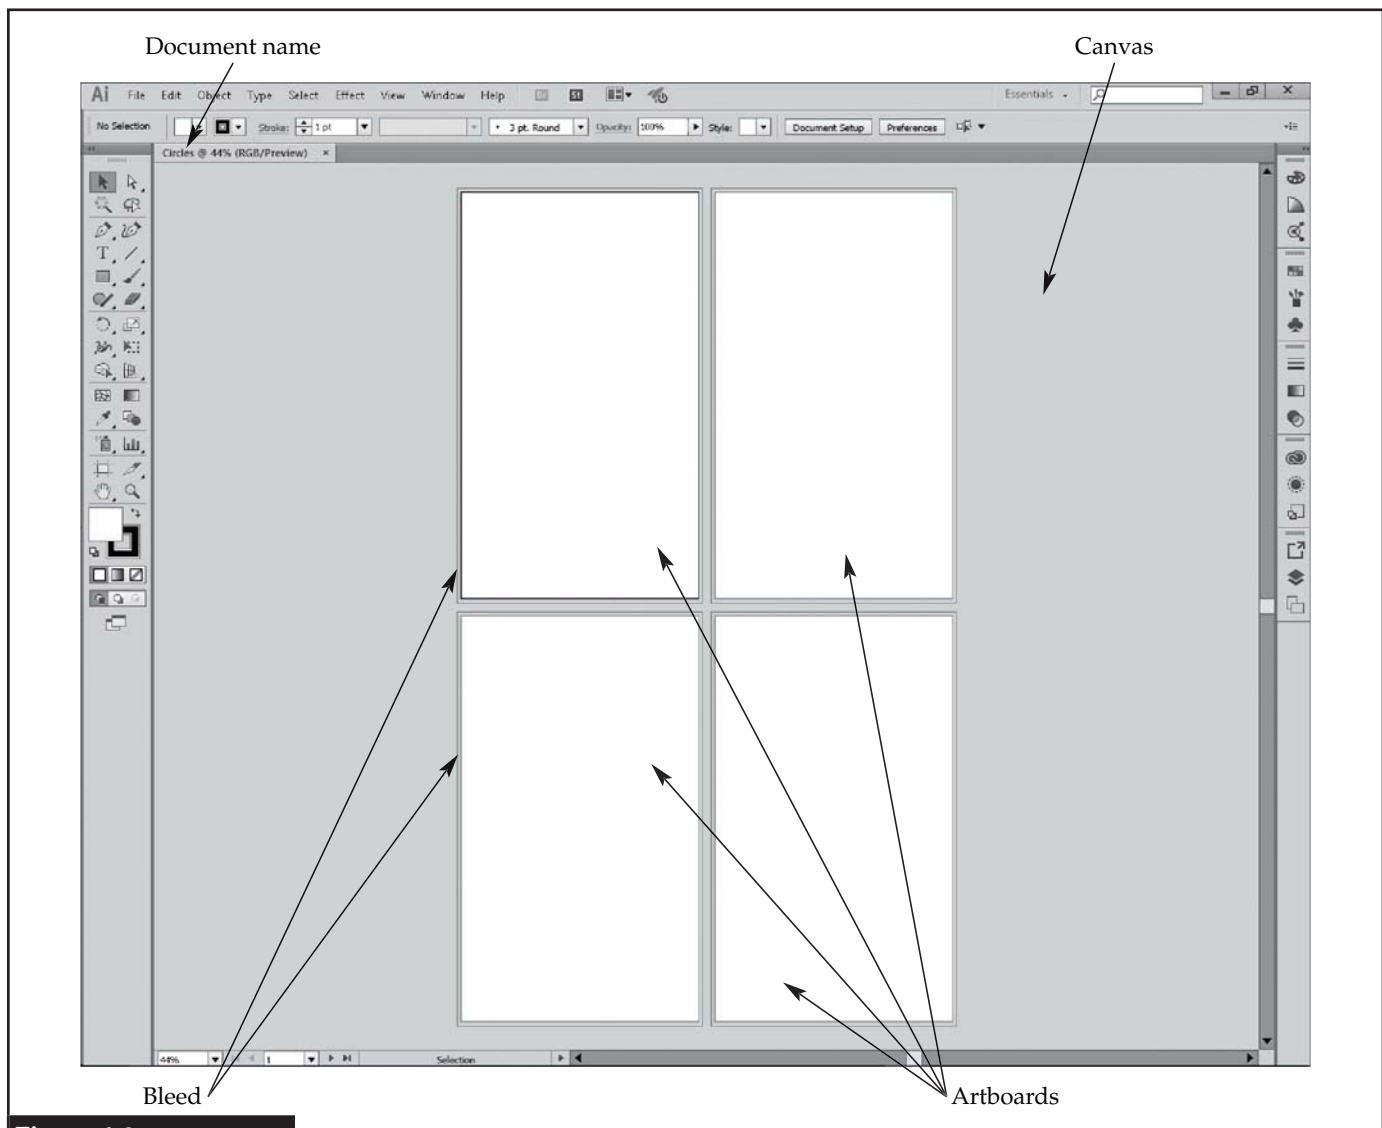 Document name
Canvas
Ai File Edit Object Type Select Effect View Window Help St Essentials
No Selection Stroke: 1 pt 3 pt. Round Opacity: 100% Style: Document Setup Preferences
Circles @ 44% (RGB/Preview) ×
T
44% 1 Selection
Bleed
Artboards